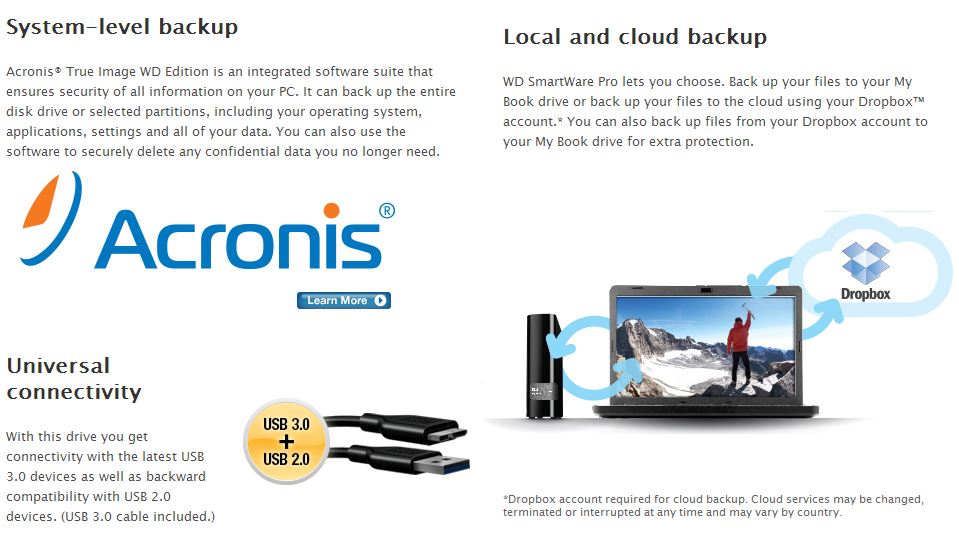 System-level backup
Acronis® True Image WD Edition is an integrated software suite that
ensures security of all information on your PC. It can back up the entire
disk drive or selected partitions, including your operating system,
applications, settings and all of your data. You can also use the
software to securely delete any confidential data you no longer need.
Acronis®
Learn More
Universal
connectivity
With this drive you get
connectivity with the latest USB
3.0 devices as well as backward
compatibility with USB 2.0
devices. (USB 3.0 cable included.)
USB 3.0
+
USB 2.0
Local and cloud backup
WD SmartWare Pro lets you choose. Back up your files to your My
Book drive or back up your files to the cloud using your Dropbox™
account.* You can also back up files from your Dropbox account to
your My Book drive for extra protection.
Dropbox
*Dropbox account required for cloud backup. Cloud services may be changed,
terminated or interrupted at any time and may vary by country.